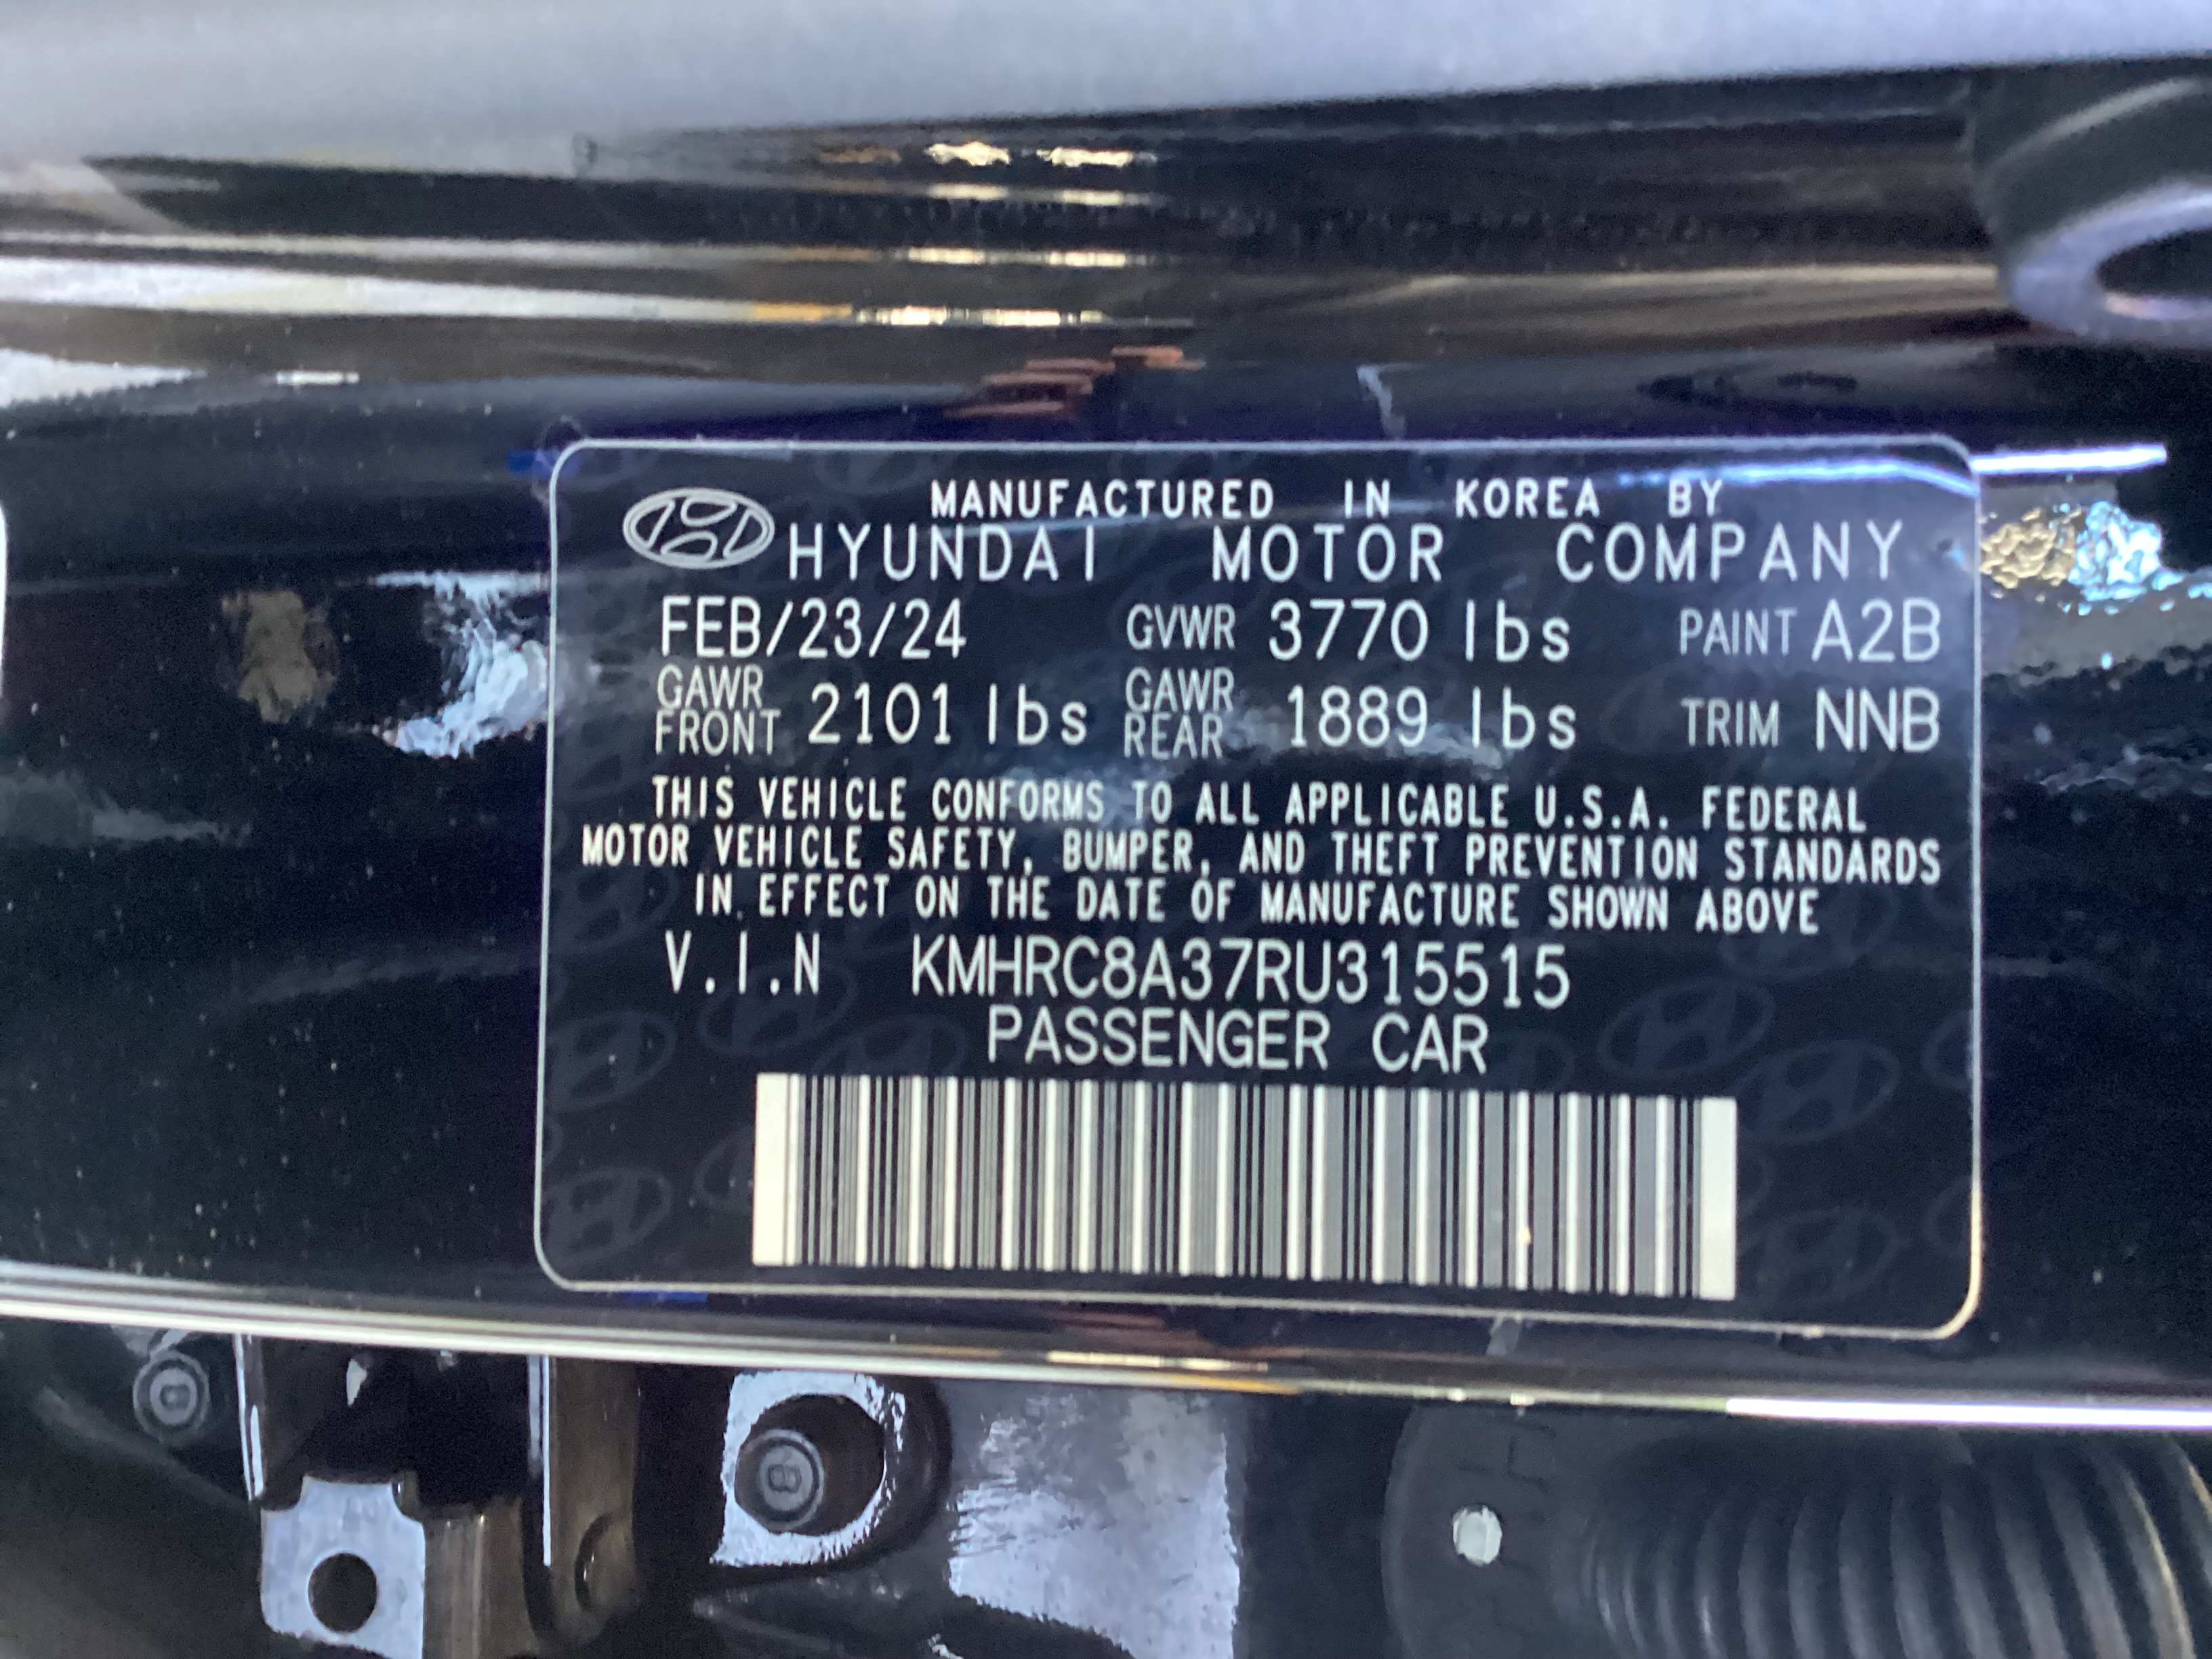 MANUFACTURED IN KOREA BY
HYUNDAI MOTOR COMPANY
FEB/23/24 GVWR 3770 lbs PAINT A2B
GAWR FRONT 2101 lbs GAWR REAR 1889 lbs TRIM NNB
THIS VEHICLE CONFORMS TO ALL APPLICABLE U.S.A. FEDERAL
MOTOR VEHICLE SAFETY, BUMPER, AND THEFT PREVENTION STANDARDS
IN EFFECT ON THE DATE OF MANUFACTURE SHOWN ABOVE
V.I.N KMHRC8A37RU315515
PASSENGER CAR
8
8